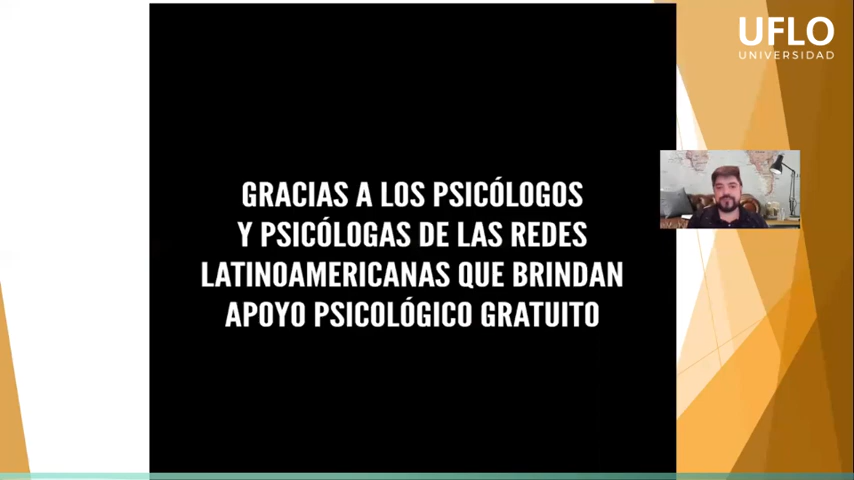 UFLO
UNIVERSIDAD
GRACIAS A LOS PSICÓLOGOS
Y PSICÓLOGAS DE LAS REDES
LATINOAMERICANAS QUE BRINDAN
APOYO PSICOLÓGICO GRATUITO